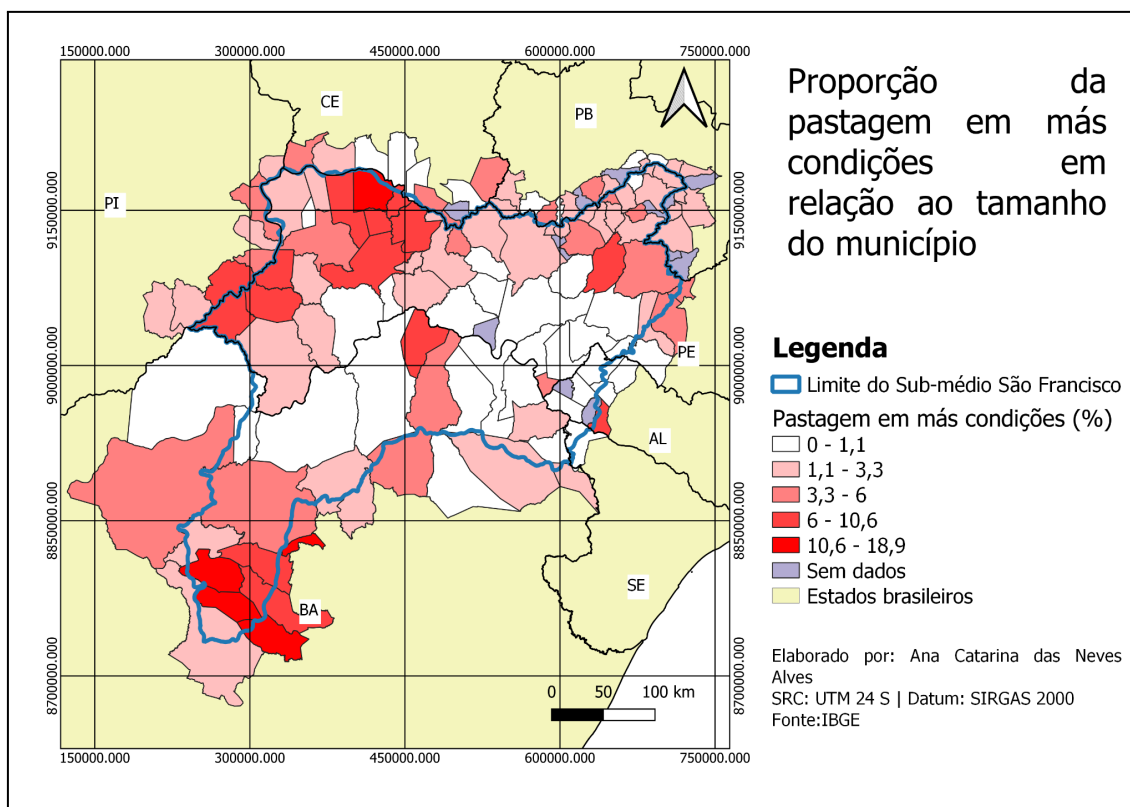 150000.000 300000.000 450000.000 600000.000 750000.000
CE
PB
PI
PE
AL
SE
BA
9150000.000 9150000.000
9000000.000 9000000.000
8850000.000 8850000.000
8700000.000 8700000.000
0 50 100 km
150000.000 300000.000 450000.000 600000.000 750000.000
Proporção da
pastagem em más
condições em
relação ao tamanho
do município
Legenda
Limite do Sub-médio São Francisco
Pastagem em más condições (%)
0 - 1,1
1,1 - 3,3
3,3 - 6
6 - 10,6
10,6 - 18,9
Sem dados
Estados brasileiros
Elaborado por: Ana Catarina das Neves
Alves
SRC: UTM 24 S | Datum: SIRGAS 2000
Fonte:IBGE